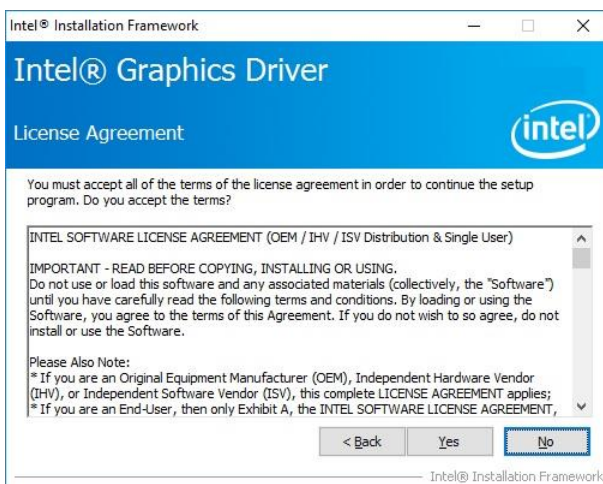 Intel® Installation Framework
Intel® Graphics Driver
License Agreement
intel
You must accept all of the terms of the license agreement in order to continue the setup
program. Do you accept the terms?
INTEL SOFTWARE LICENSE AGREEMENT (OEM / IHV / ISV Distribution & Single User)
IMPORTANT - READ BEFORE COPYING, INSTALLING OR USING.
Do not use or load this software and any associated materials (collectively, the "Software")
until you have carefully read the following terms and conditions. By loading or using the
Software, you agree to the terms of this Agreement. If you do not wish to so agree, do not
install or use the Software.
Please Also Note:
* If you are an Original Equipment Manufacturer (OEM), Independent Hardware Vendor
(IHV), or Independent Software Vendor (ISV), this complete LICENSE AGREEMENT applies;
* If you are an End-User, then only Exhibit A, the INTEL SOFTWARE LICENSE AGREEMENT,
< Back Yes No
Intel® Installation Framework